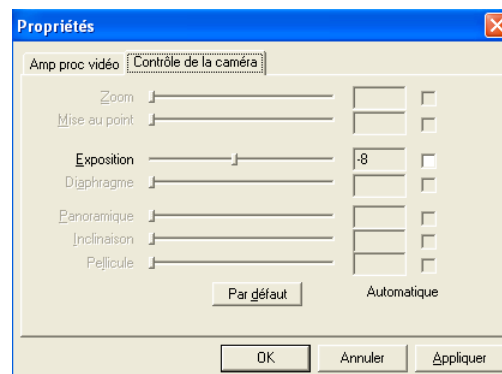 Propriétés
Amp proc vidéo Contrôle de la caméra
Zoom
Mise au point
Exposition -8
Diaphragme
Panoramique
Inclinaison
Pellicule
Par défaut Automatique
OK Annuler Appliquer